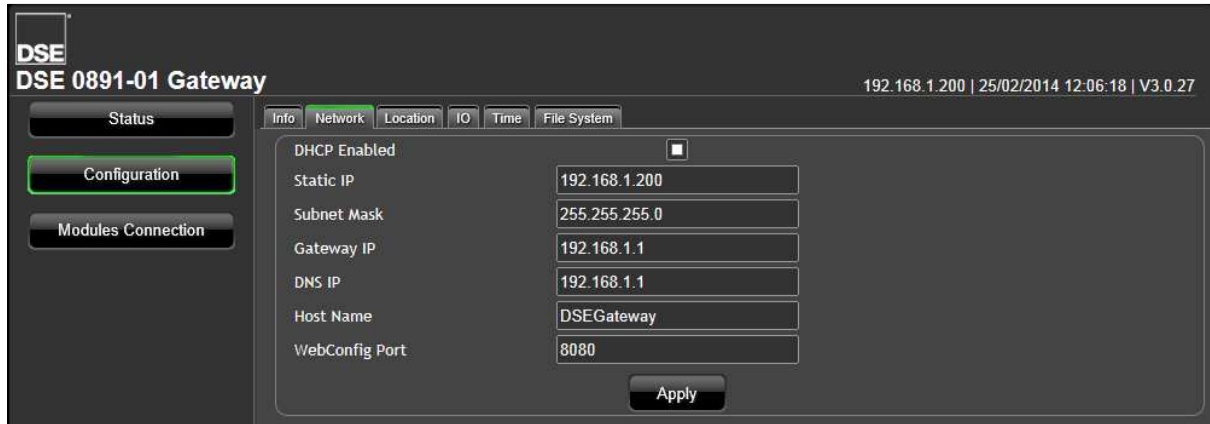 DSE
DSE 0891-01 Gateway
192.168.1.200 | 25/02/2014 12:06:18 | V3.0.27
Status
Configuration
Modules Connection
Info Network Location IO Time File System
DHCP Enabled
Static IP 192.168.1.200
Subnet Mask 255.255.255.0
Gateway IP 192.168.1.1
DNS IP 192.168.1.1
Host Name DSEGateway
WebConfig Port 8080
Apply